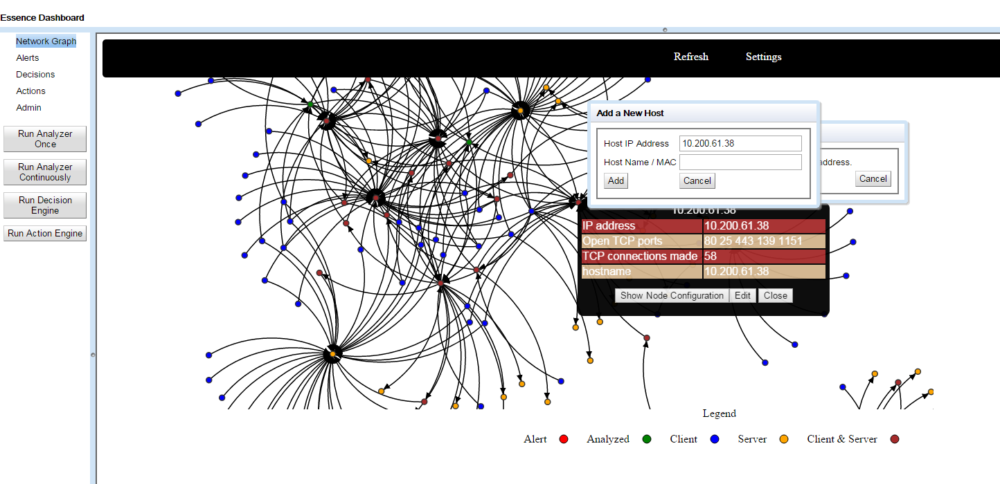 Essence Dashboard
Network Graph
Alerts
Decisions
Actions
Admin
Run Analyzer
Once
Run Analyzer
Continuously
Run Decision
Engine
Run Action Engine
Refresh Settings
Add a New Host
Host IP Address 10.200.61.38
Host Name / MAC
Add Cancel
address.
Cancel
10.200.61.38
IP address 10.200.61.38
Open TCP ports 80 25 443 139 1151
TCP connections made 58
hostname 10.200.61.38
Show Node Configuration Edit Close
Legend
Alert Analyzed Client Server Client & Server